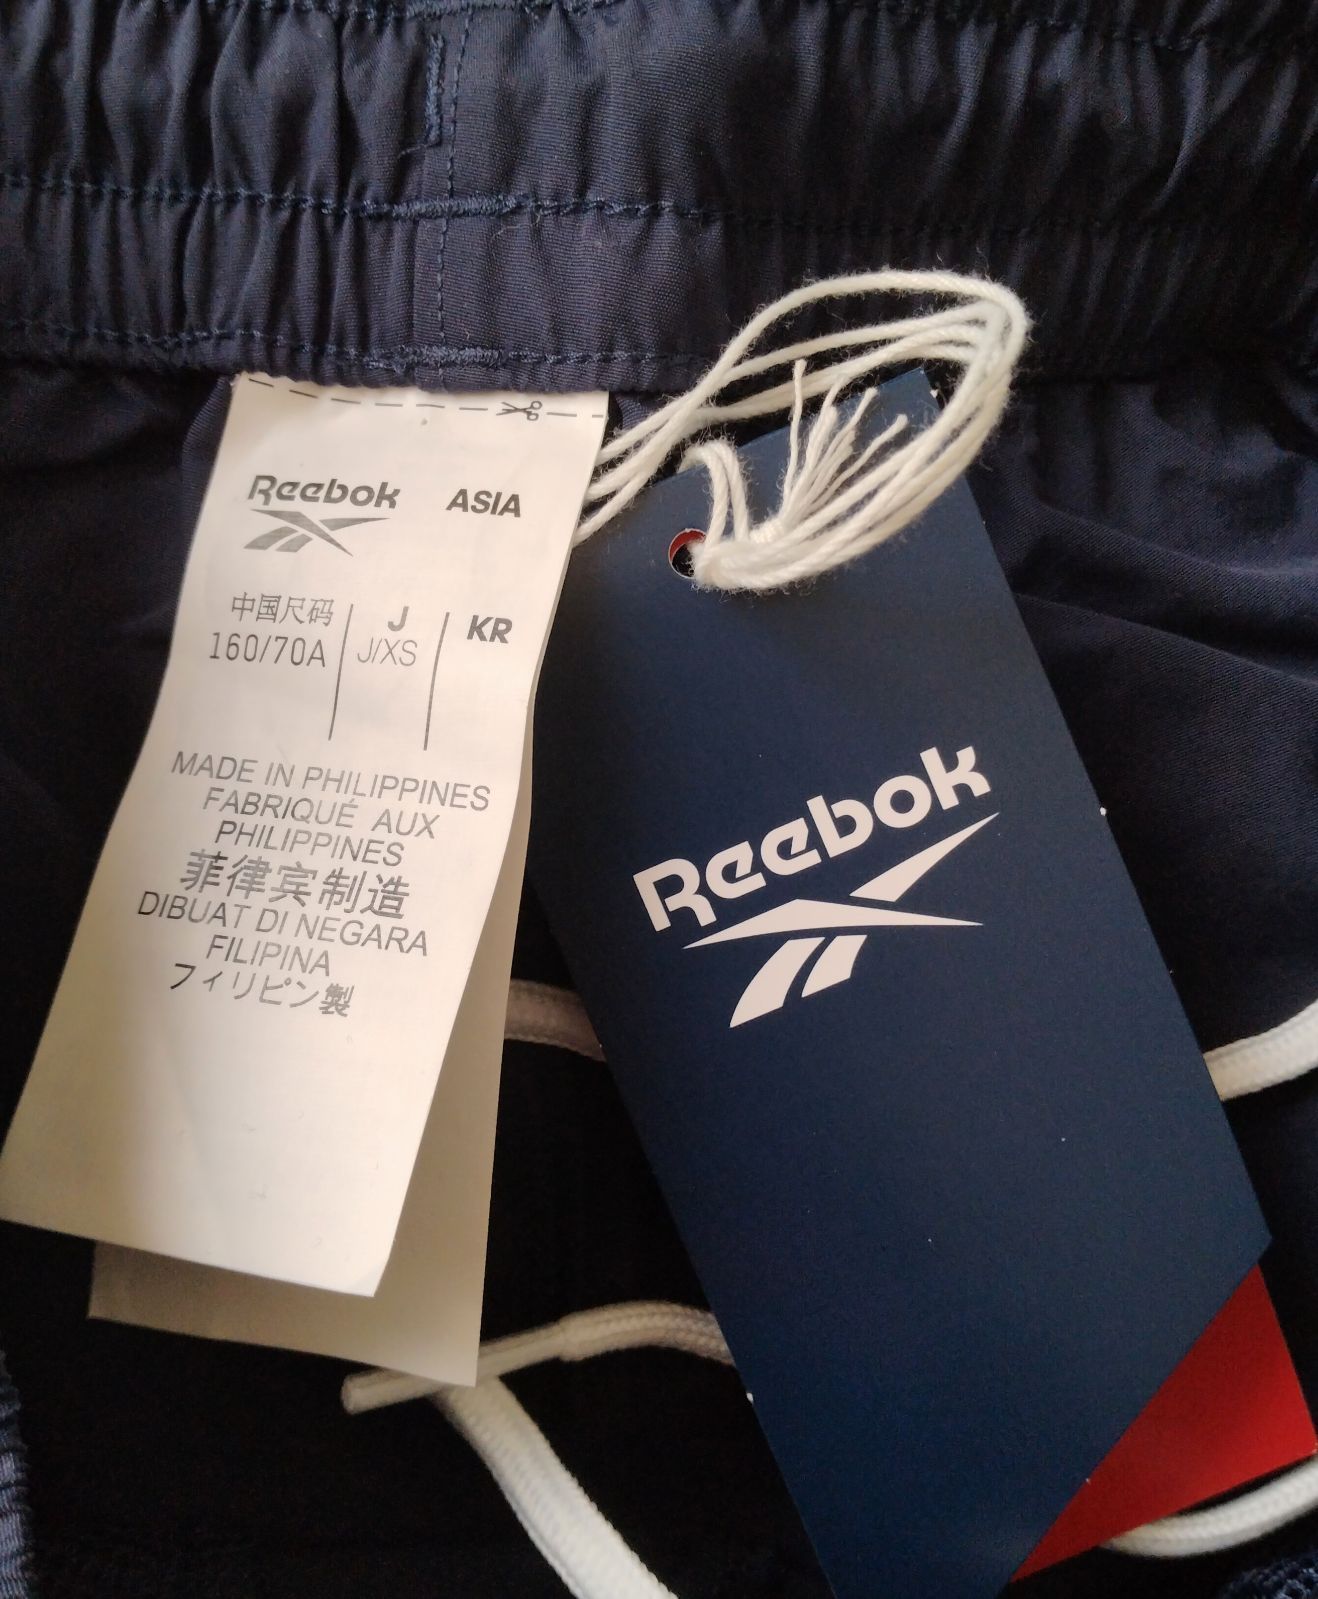 Reebok ASIA
中国尺码 J KR
160/70A J/XS
MADE IN PHILIPPINES
FABRIQUÉ AUX
PHILIPPINES
菲律宾制造
DIBUAT DI NEGARA
FILIPINA
フィリピン製
Reebok